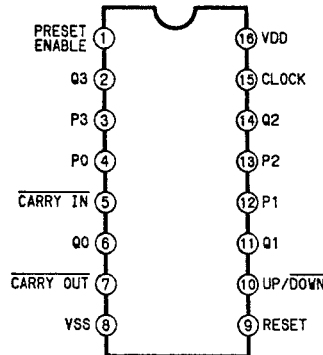 PRESET
ENABLE
1
Q3 2
P3 3
P0 4
CARRY IN 5
Q0 6
CARRY OUT 7
VSS 8
16 VDD
15 CLOCK
14 Q2
13 P2
12 P1
11 Q1
10 UP/DOWN
9 RESET